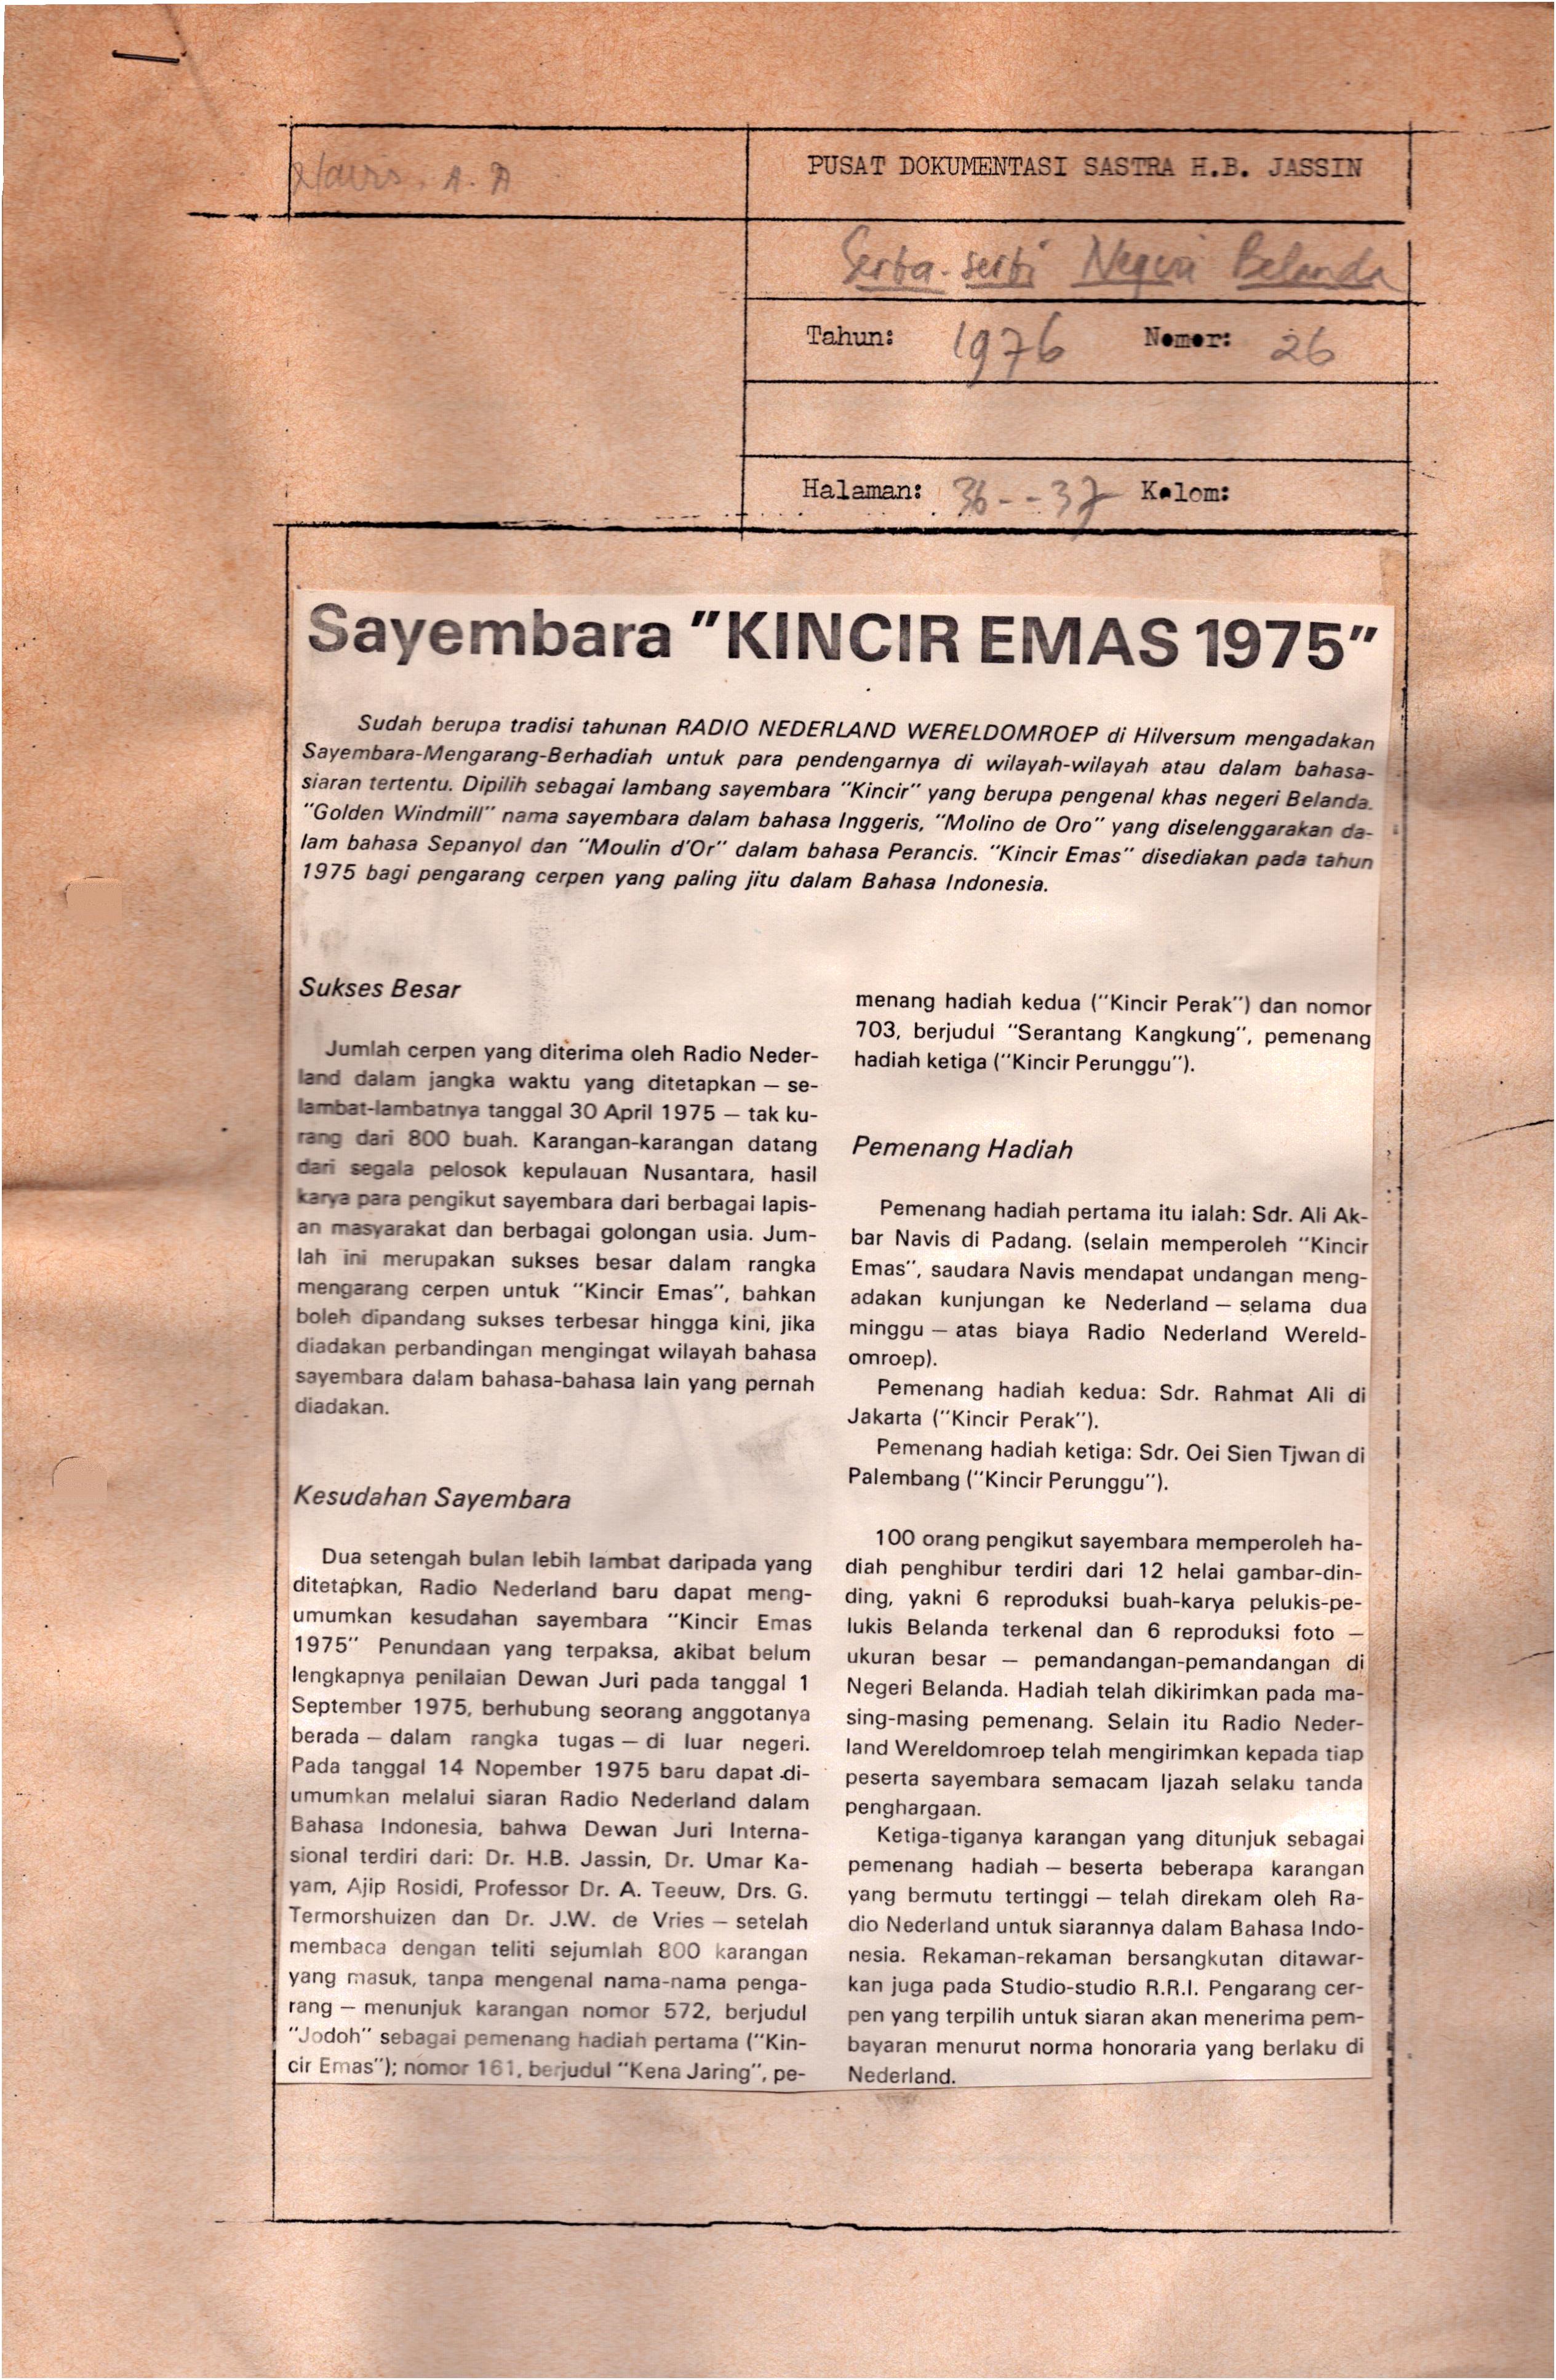 Navis, A. A
PUSAT DOKUMENTASI SASTRA H.B. JASSIN
Serba-serbi Negeri Belanda
Tahun: 1976 Nomor: 26
Halaman: 36--37 Kolom:
Sayembara "KINCIR EMAS 1975"
Sudah berupa tradisi tahunan RADIO NEDERLAND WERELDOMROEP di Hilversum mengadakan
Sayembara-Mengarang-Berhadiah untuk para pendengarnya di wilayah-wilayah atau dalam bahasa-
siaran tertentu. Dipilih sebagai lambang sayembara "Kincir" yang berupa pengenal khas negeri Belanda.
"Golden Windmill" nama sayembara dalam bahasa Inggeris, "Molino de Oro" yang diselenggarakan da-
lam bahasa Sepanyol dan "Moulin d'Or" dalam bahasa Perancis. "Kincir Emas" disediakan pada tahun
1975 bagi pengarang cerpen yang paling jitu dalam Bahasa Indonesia.
Sukses Besar
Jumlah cerpen yang diterima oleh Radio Neder-
land dalam jangka waktu yang ditetapkan — se-
lambat-lambatnya tanggal 30 April 1975 — tak ku-
rang dari 800 buah. Karangan-karangan datang
dari segala pelosok kepulauan Nusantara, hasil
karya para pengikut sayembara dari berbagai lapis-
an masyarakat dan berbagai golongan usia. Jum-
lah ini merupakan sukses besar dalam rangka
mengarang cerpen untuk "Kincir Emas", bahkan
boleh dipandang sukses terbesar hingga kini, jika
diadakan perbandingan mengingat wilayah bahasa
sayembara dalam bahasa-bahasa lain yang pernah
diadakan.
Kesudahan Sayembara
Dua setengah bulan lebih lambat daripada yang
ditetapkan, Radio Nederland baru dapat meng-
umumkan kesudahan sayembara "Kincir Emas
1975" Penundaan yang terpaksa, akibat belum
lengkapnya penilaian Dewan Juri pada tanggal 1
September 1975, berhubung seorang anggotanya
berada — dalam rangka tugas — di luar negeri.
Pada tanggal 14 Nopember 1975 baru dapat di-
umumkan melalui siaran Radio Nederland dalam
Bahasa Indonesia, bahwa Dewan Juri Interna-
sional terdiri dari: Dr. H.B. Jassin, Dr. Umar Ka-
yam, Ajip Rosidi, Professor Dr. A. Teeuw, Drs. G.
Termorshuizen dan Dr. J.W. de Vries — setelah
membaca dengan teliti sejumlah 800 karangan
yang masuk, tanpa mengenal nama-nama penga-
rang — menunjuk karangan nomor 572, berjudul
"Jodoh" sebagai pemenang hadiah pertama ("Kin-
cir Emas"); nomor 161, berjudul "Kena Jaring", pe-
menang hadiah kedua ("Kincir Perak") dan nomor
703, berjudul "Serantang Kangkung", pemenang
hadiah ketiga ("Kincir Perunggu").
Pemenang Hadiah
Pemenang hadiah pertama itu ialah: Sdr. Ali Ak-
bar Navis di Padang. (selain memperoleh "Kincir
Emas", saudara Navis mendapat undangan meng-
adakan kunjungan ke Nederland — selama dua
minggu — atas biaya Radio Nederland Wereld-
omroep).
Pemenang hadiah kedua: Sdr. Rahmat Ali di
Jakarta ("Kincir Perak").
Pemenang hadiah ketiga: Sdr. Oei Sien Tjwan di
Palembang ("Kincir Perunggu").
100 orang pengikut sayembara memperoleh ha-
diah penghibur terdiri dari 12 helai gambar-din-
ding, yakni 6 reproduksi buah-karya pelukis-pe-
lukis Belanda terkenal dan 6 reproduksi foto —
ukuran besar — pemandangan-pemandangan di
Negeri Belanda. Hadiah telah dikirimkan pada ma-
sing-masing pemenang. Selain itu Radio Neder-
land Wereldomroep telah mengirimkan kepada tiap
peserta sayembara semacam Ijazah selaku tanda
penghargaan.
Ketiga-tiganya karangan yang ditunjuk sebagai
pemenang hadiah — beserta beberapa karangan
yang bermutu tertinggi — telah direkam oleh Ra-
dio Nederland untuk siarannya dalam Bahasa Indo-
nesia. Rekaman-rekaman bersangkutan ditawar-
kan juga pada Studio-studio R.R.I. Pengarang cer-
pen yang terpilih untuk siaran akan menerima pem-
bayaran menurut norma honoraria yang berlaku di
Nederland.